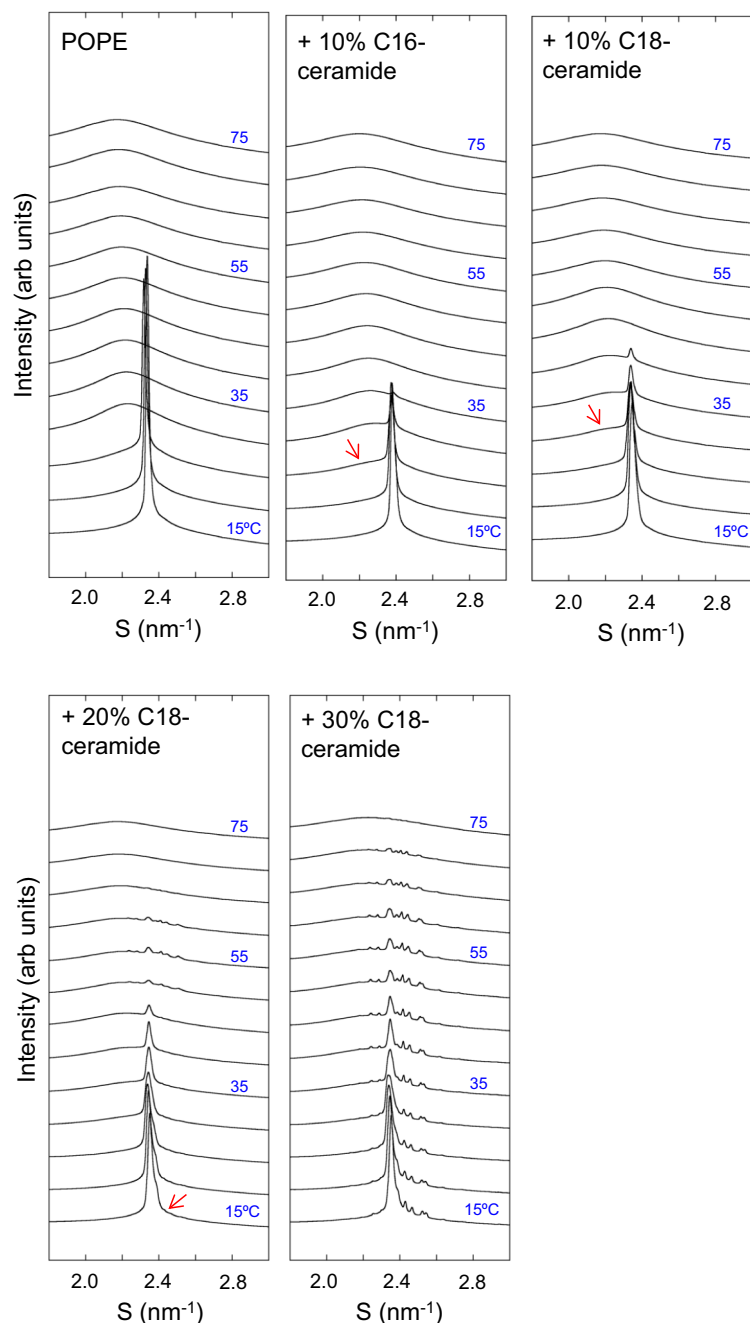 POPE
+ 10% C16-
ceramide
+ 10% C18-
ceramide
Intensity (arb units)
75
55
35
15ºC
75
55
35
15ºC
75
55
35
15ºC
2.0 2.4 2.8
2.0 2.4 2.8
2.0 2.4 2.8
S (nm-1)
S (nm-1)
S (nm-1)
+ 20% C18-
ceramide
+ 30% C18-
ceramide
Intensity (arb units)
75
55
35
15ºC
75
55
35
15ºC
2.0 2.4 2.8
2.0 2.4 2.8
S (nm-1)
S (nm-1)